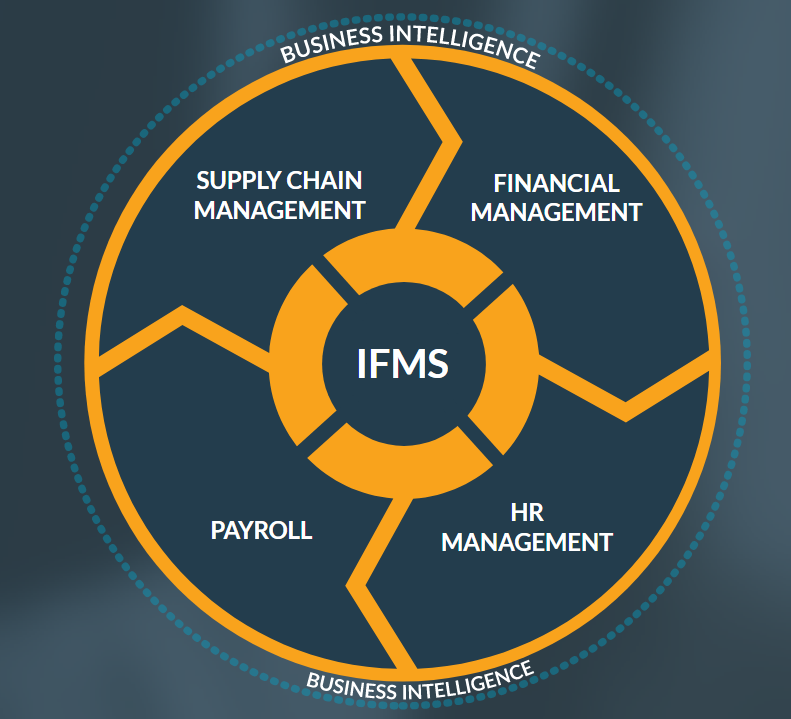 BUSINESS INTELLIGENCE
SUPPLY CHAIN
MANAGEMENT
FINANCIAL
MANAGEMENT
IFMS
PAYROLL
HR
MANAGEMENT
BUSINESS INTELLIGENCE